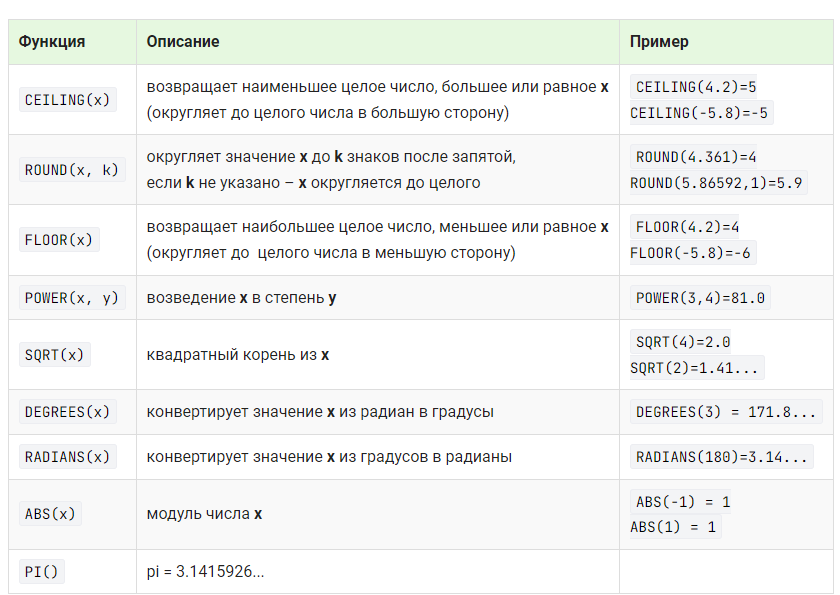 Функция Описание Пример
CEILING(x) возвращает наименьшее целое число, большее или равное x CEILING(4.2)=5
(округляет до целого числа в большую сторону) CEILING(-5.8)=-5
ROUND(x, k) округляет значение x до k знаков после запятой, ROUND(4.361)=4
если k не указано – x округляется до целого ROUND(5.86592,1)=5.9
FLOOR(x) возвращает наибольшее целое число, меньшее или равное x FLOOR(4.2)=4
(округляет до целого числа в меньшую сторону) FLOOR(-5.8)=-6
POWER(x, y) возведение x в степень y POWER(3,4)=81.0
SQRT(x) квадратный корень из x SQRT(4)=2.0
SQRT(2)=1.41...
DEGREES(x) конвертирует значение x из радиан в градусы DEGREES(3) = 171.8...
RADIANS(x) конвертирует значение x из градусов в радианы RADIANS(180)=3.14...
ABS(x) модуль числа x ABS(-1) = 1
ABS(1) = 1
PI() pi = 3.1415926...